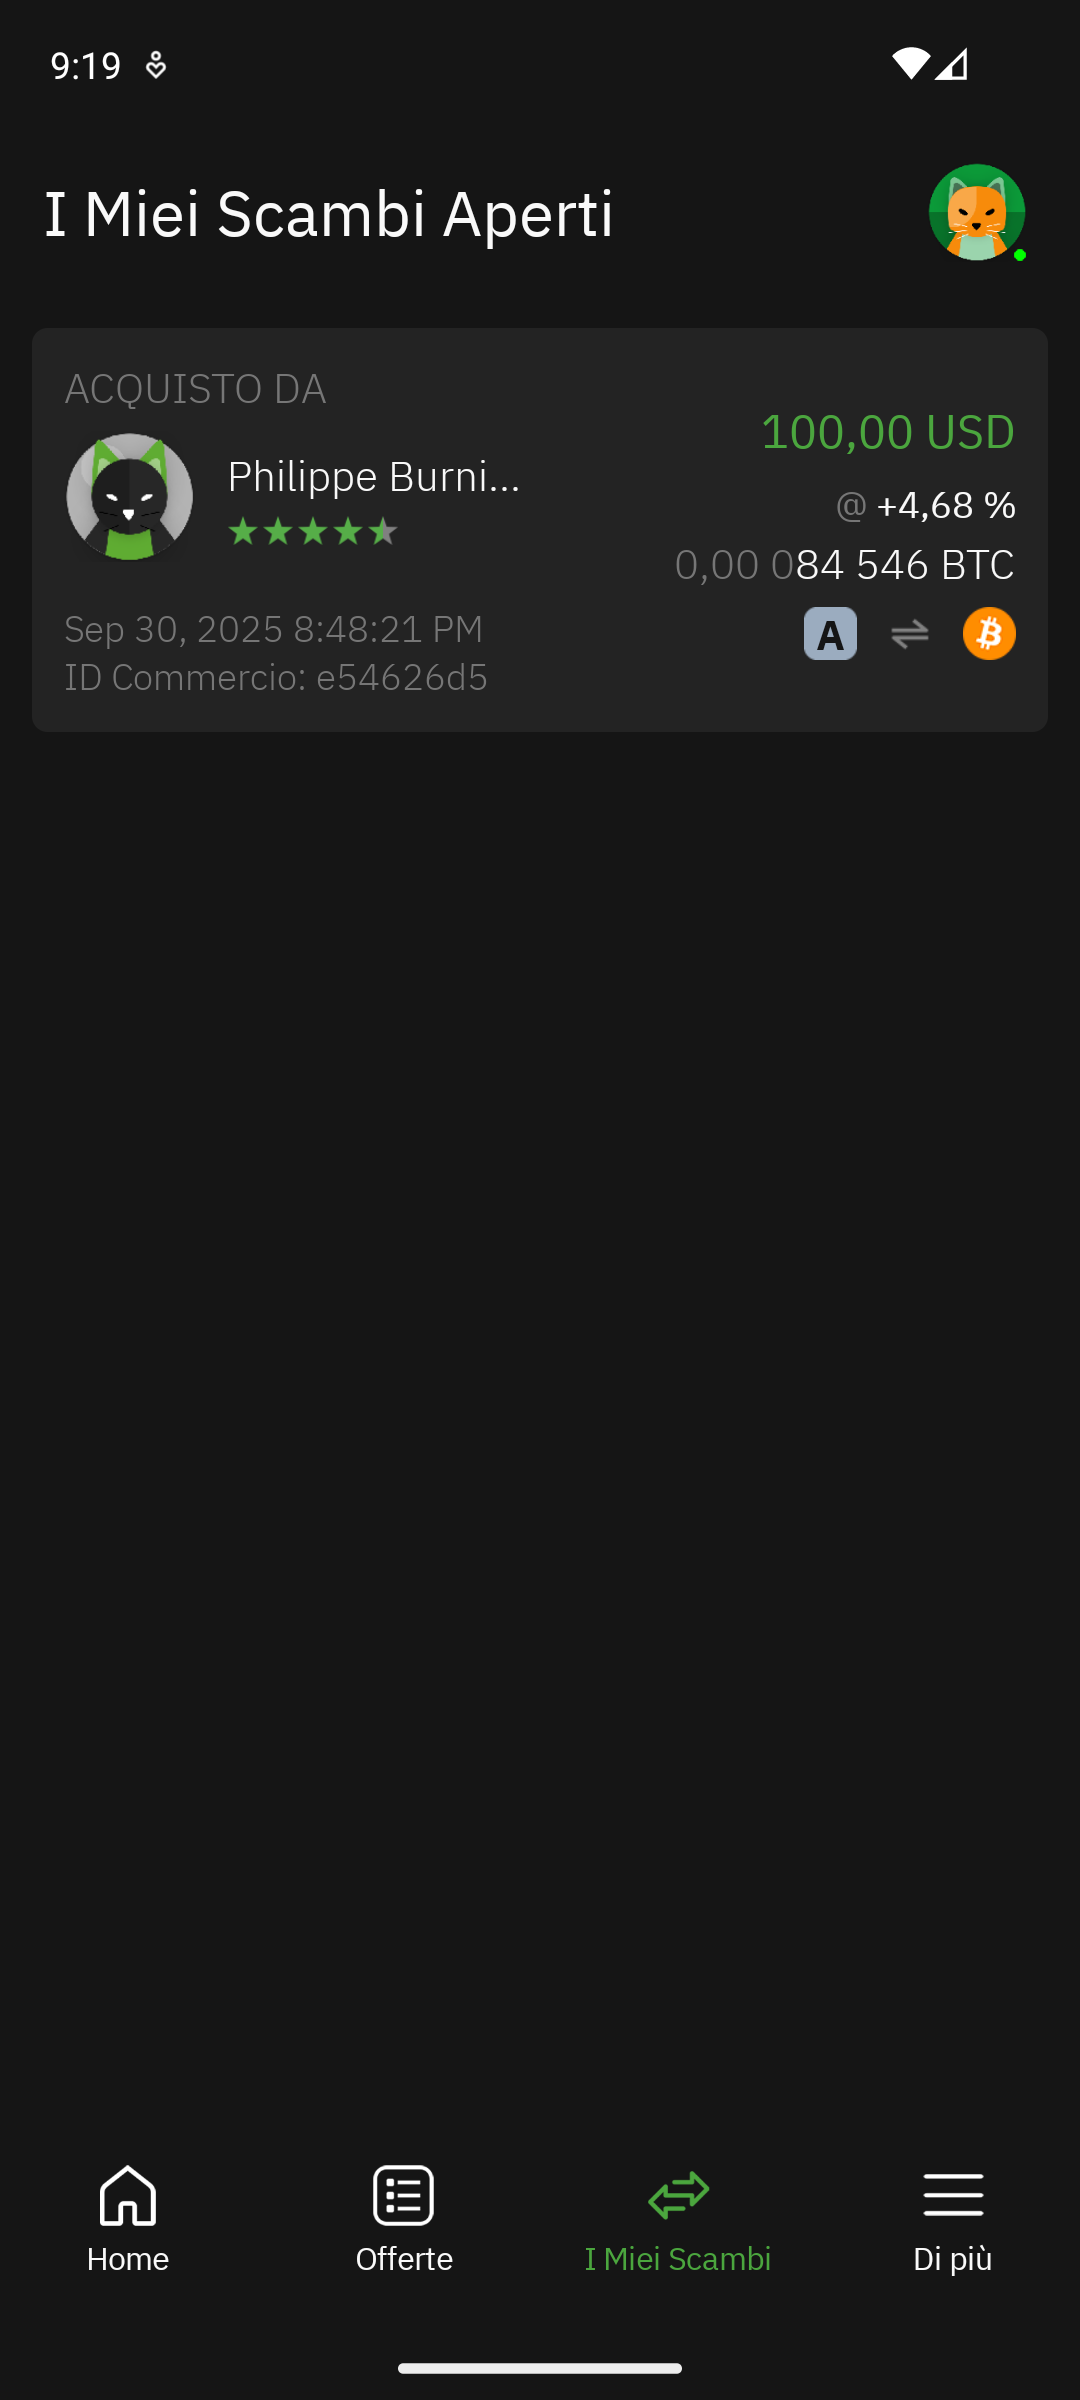 9:19
I Miei Scambi Aperti
ACQUISTO DA
Philippe Burni...
100,00 USD
@ +4,68 %
0,00 084 546 BTC
A
Sep 30, 2025 8:48:21 PM
ID Commercio: e54626d5
Home
Offerte
I Miei Scambi
Di più